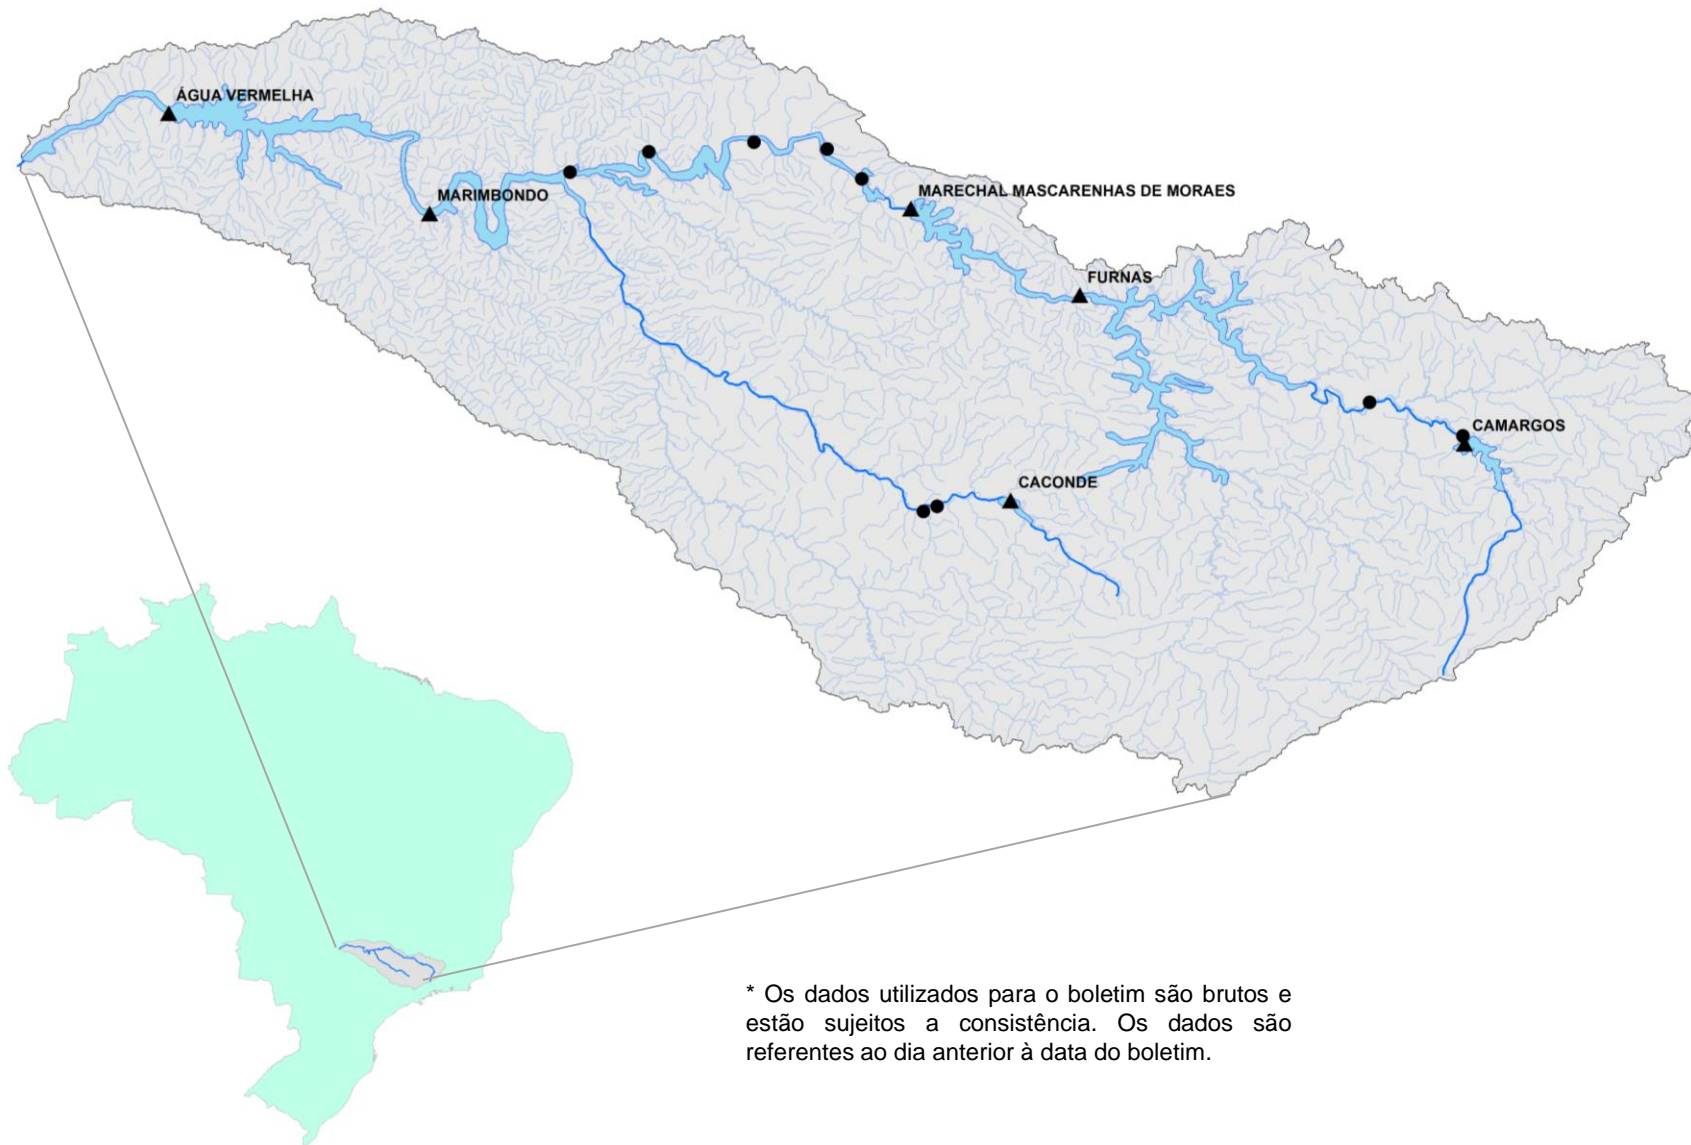 ÁGUA VERMELHA
MARIMBONDO
MARECHAL MASCARENHAS DE MORAES
FURNAS
CAMARGOS
CACONDE
* Os dados utilizados para o boletim são brutos e
estão sujeitos a consistência. Os dados são
referentes ao dia anterior à data do boletim.